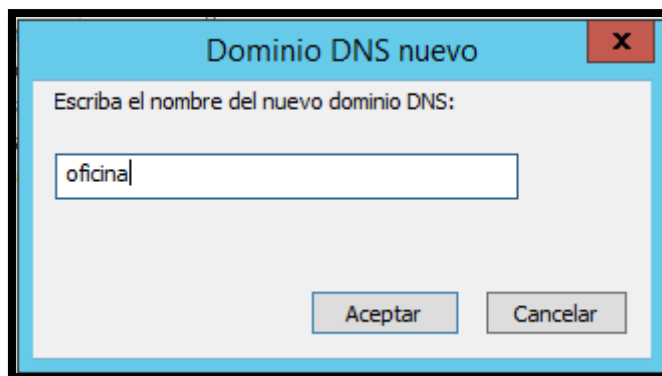 Dominio DNS nuevo
x
Escriba el nombre del nuevo dominio DNS:
oficina
Aceptar
Cancelar